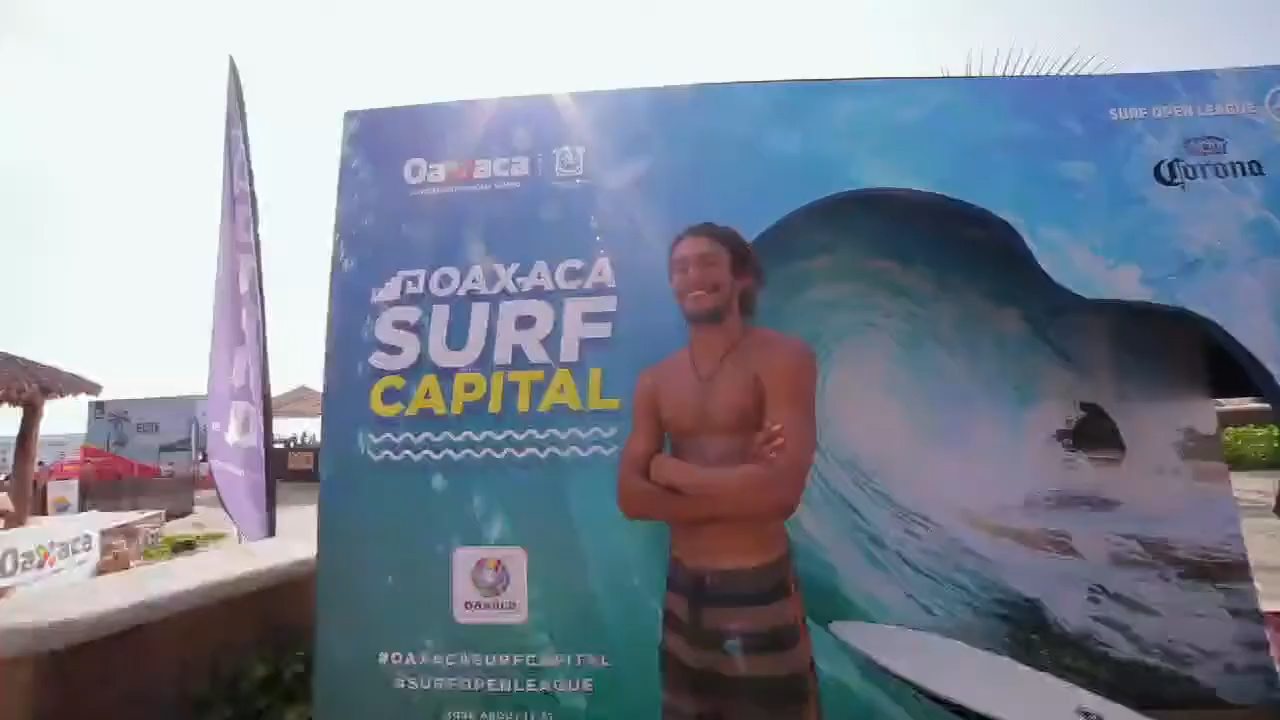 Oaxaca
SURF OPEN LEAGUE
Corona
OAXACA
SURF
CAPITAL
Oaxaca
OAXACA
#OAXACASURFCAPITAL
#SURFOPENLEAGUE